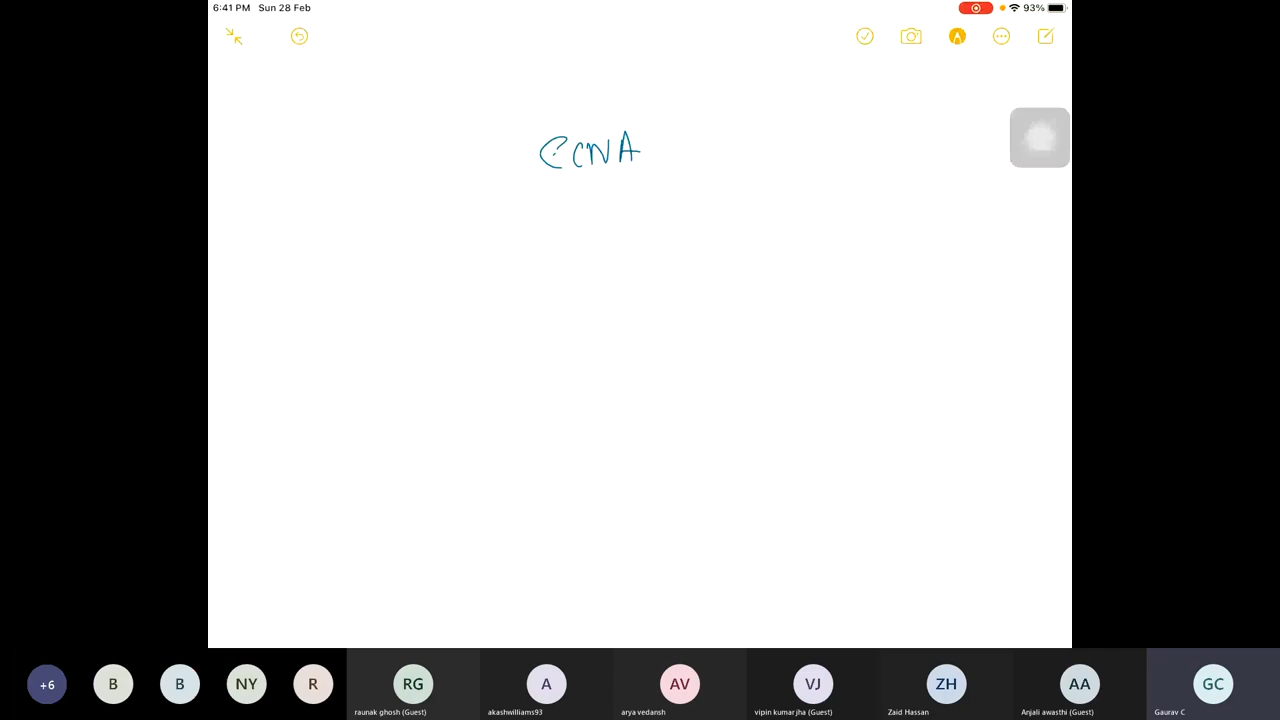 6:41 PM Sun 28 Feb 93%
CCNA
+6 B B NY R RG A AV VJ ZH AA GC
raunak ghosh (Guest) akashwilliams93 arya vedansh vipin kumar jha (Guest) Zaid Hassan Anjali awasthi (Guest) Gaurav C